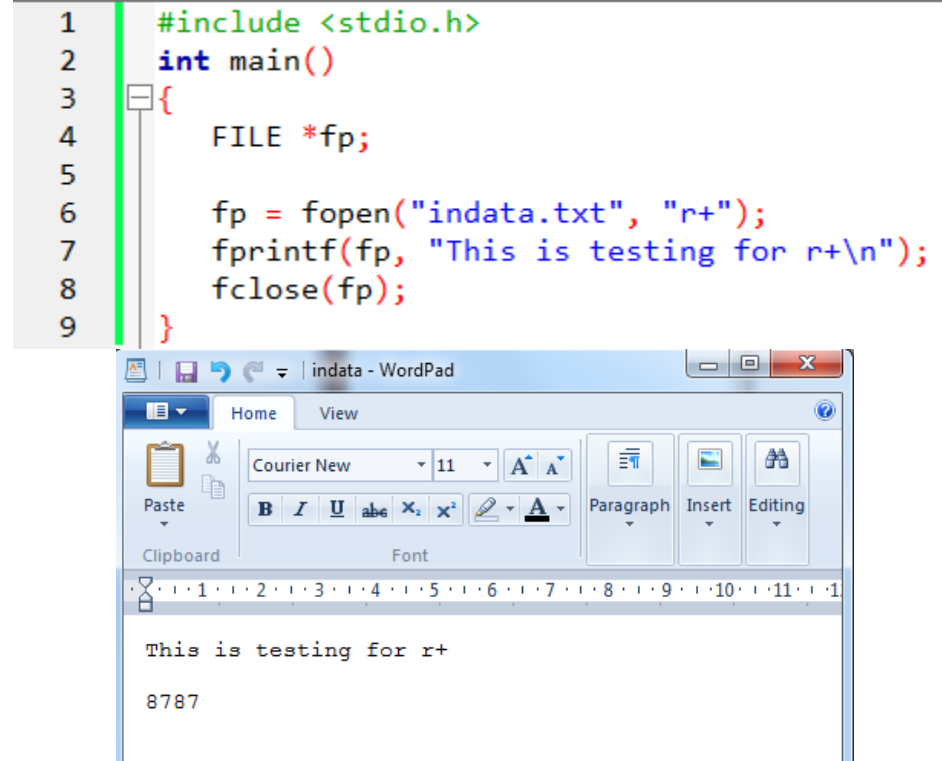 1 #include <stdio.h>
2 int main()
3 {
4 FILE *fp;
5
6 fp = fopen("indata.txt", "r+");
7 fprintf(fp, "This is testing for r+\n");
8 fclose(fp);
9 }
indata - WordPad
Home View
Courier New 11 A A
Paste B I U abc X₂ X² A Paragraph Insert Editing
Clipboard Font
1 2 3 4 5 6 7 8 9 10 11 1
This is testing for r+
8787